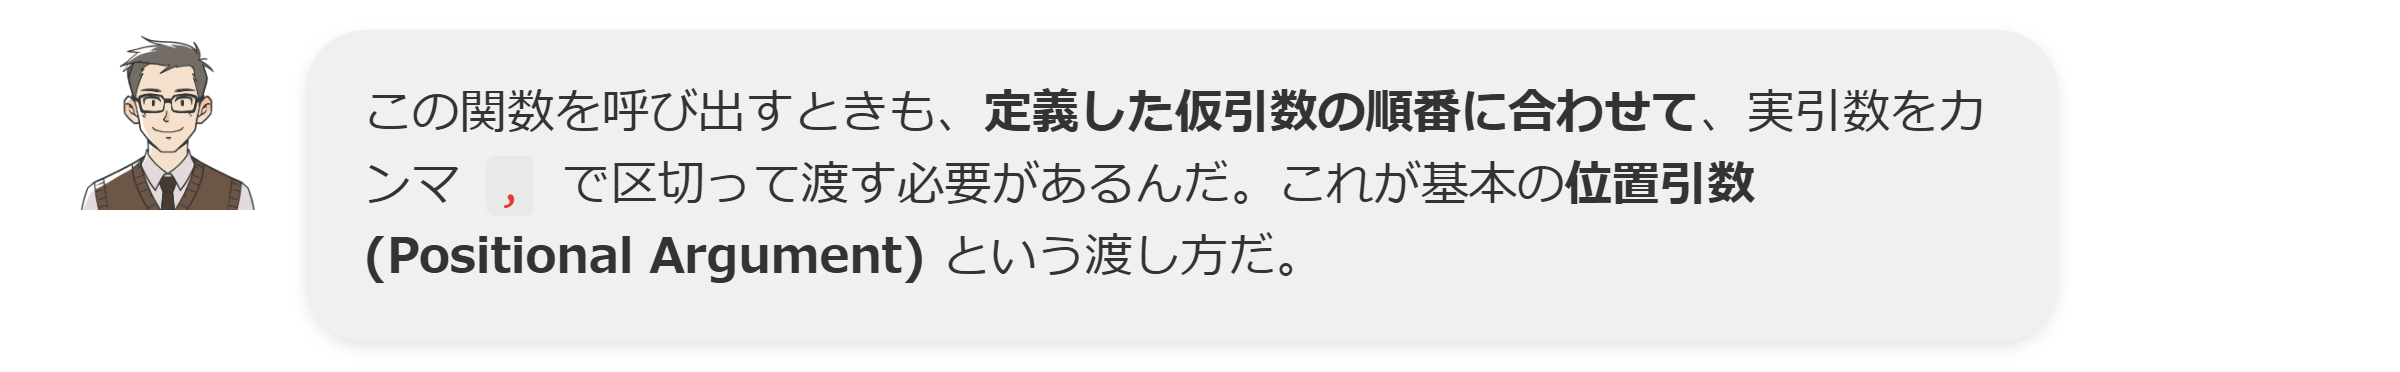 この関数を呼び出すときも、定義した仮引数の順番に合わせて、実引数をカ
ンマ , で区切って渡す必要があるんだ。これが基本の位置引数
(Positional Argument) という渡し方だ。